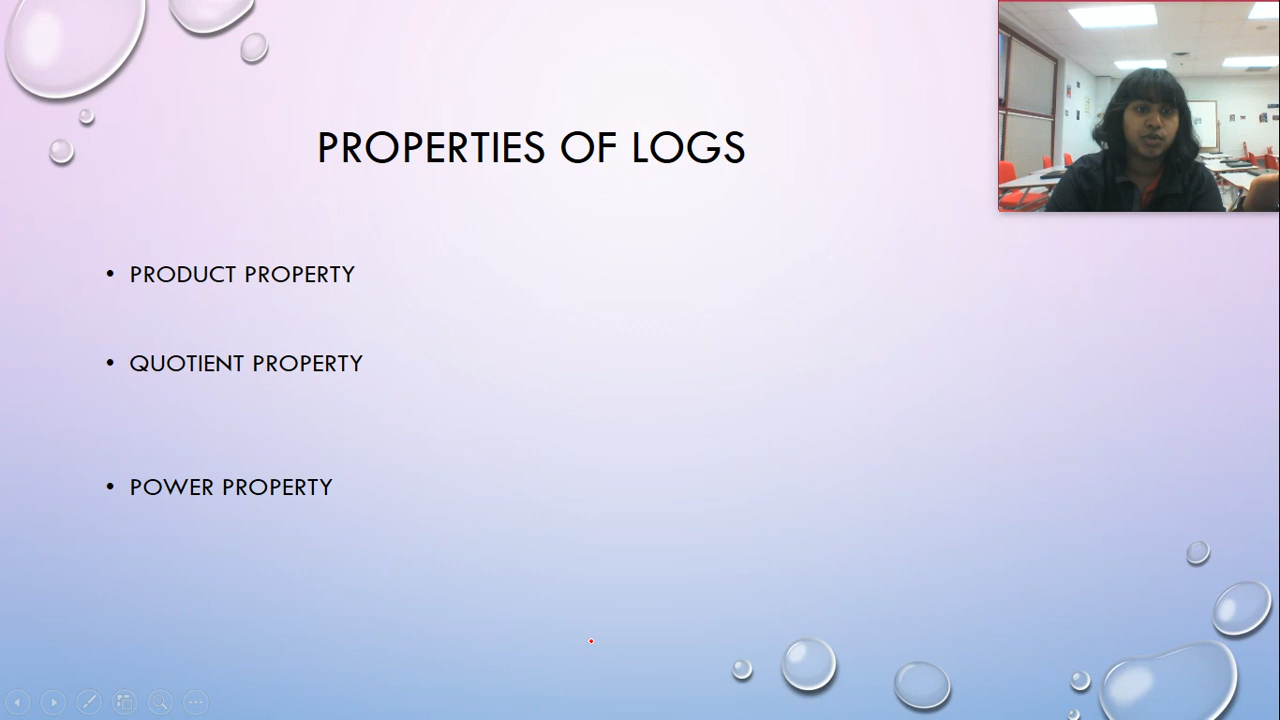 PROPERTIES OF LOGS
• PRODUCT PROPERTY
• QUOTIENT PROPERTY
• POWER PROPERTY